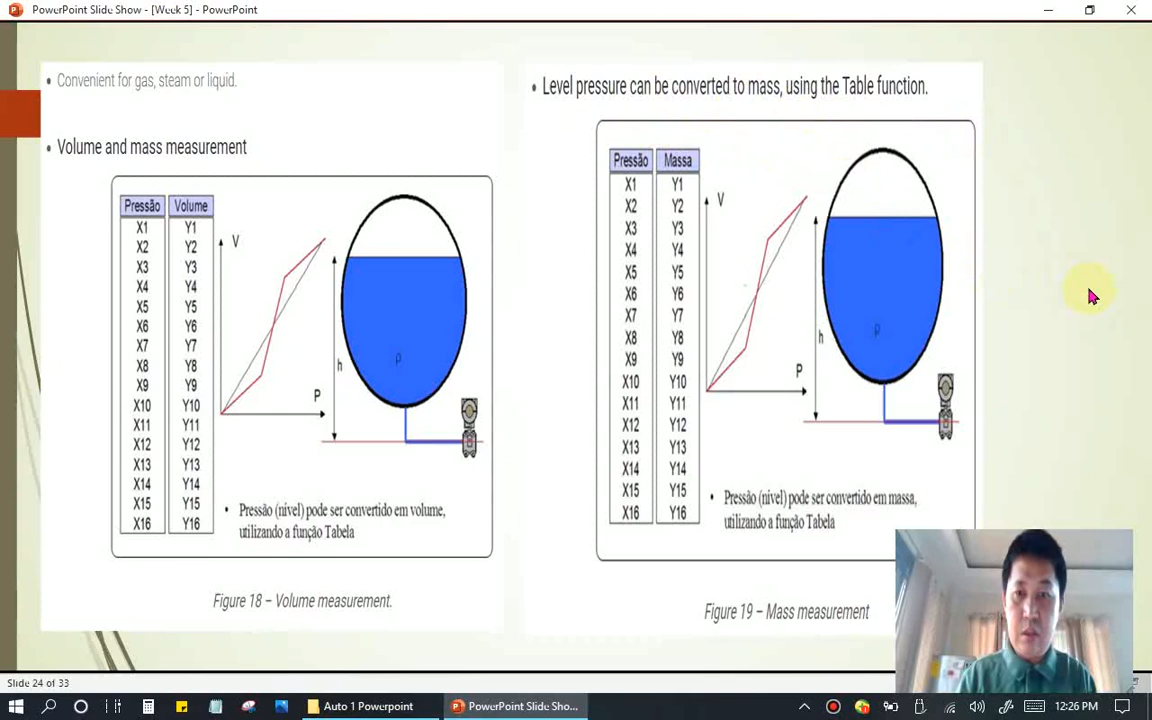 PowerPoint Slide Show - [Week 5] - PowerPoint
• Convenient for gas, steam or liquid.
• Volume and mass measurement
Pressão Volume
X1 Y1
X2 Y2
X3 Y3
X4 Y4
X5 Y5
X6 Y6
X7 Y7
X8 Y8
X9 Y9
X10 Y10
X11 Y11
X12 Y12
X13 Y13
X14 Y14
X15 Y15
X16 Y16
V
P
h
ρ
• Pressão (nivel) pode ser convertido em volume,
utilizando a função Tabela
Figure 18 – Volume measurement.
• Level pressure can be converted to mass, using the Table function.
Pressão Massa
X1 Y1
X2 Y2
X3 Y3
X4 Y4
X5 Y5
X6 Y6
X7 Y7
X8 Y8
X9 Y9
X10 Y10
X11 Y11
X12 Y12
X13 Y13
X14 Y14
X15 Y15
X16 Y16
V
P
h
ρ
• Pressão (nivel) pode ser convertido em massa,
utilizando a função Tabela
Figure 19 – Mass measurement
Slide 24 of 33
Auto 1 Powerpoint
PowerPoint Slide Sho...
12:26 PM